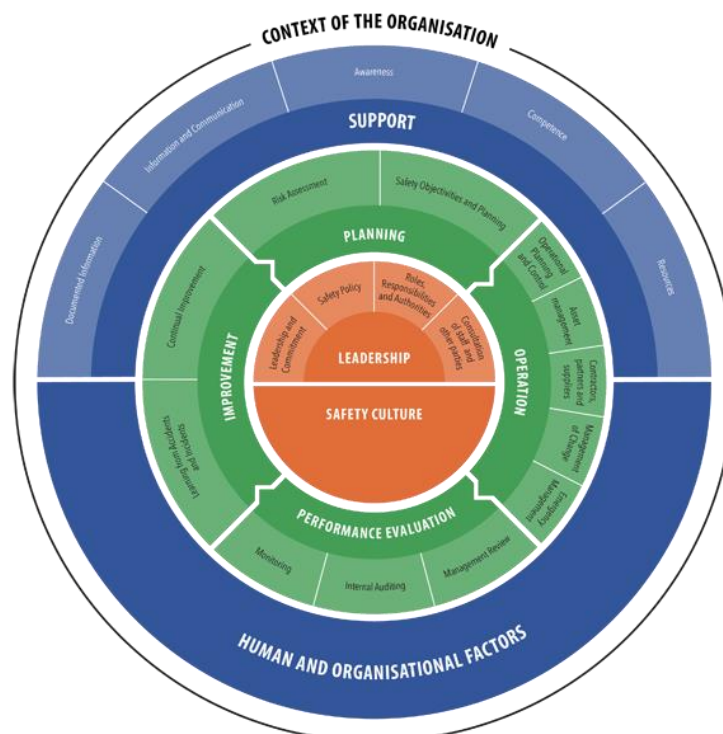 CONTEXT OF THE ORGANISATION
Documented Information
Information and Communication
Awareness
Competence
Resources
SUPPORT
Risk Assessment
Safety Objectivities and Planning
PLANNING
Continual Improvement
Learning from Accidents
and Incidents
IMPROVEMENT
Leadership and
Commitment
Safety Policy
Roles,
Responsibilities
and Authorities
Consultation
of staff and
other parties
LEADERSHIP
SAFETY CULTURE
OPERATION
Operational
Planning
and Control
Asset
management
Contractors,
partners and
suppliers
Management
of Change
Emergency
Management
PERFORMANCE EVALUATION
Monitoring
Internal Auditing
Management Review
HUMAN AND ORGANISATIONAL FACTORS